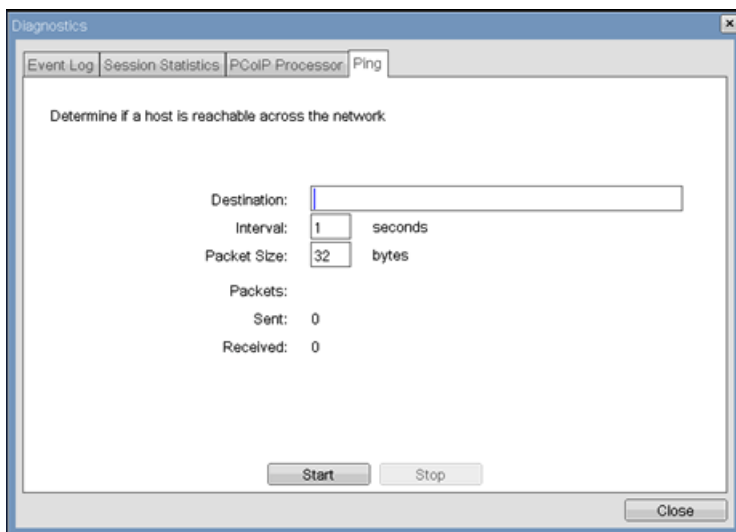 Diagnostics
Event Log Session Statistics PCoIP Processor Ping
Determine if a host is reachable across the network
Destination:
Interval: 1 seconds
Packet Size: 32 bytes
Packets:
Sent: 0
Received: 0
Start Stop
Close